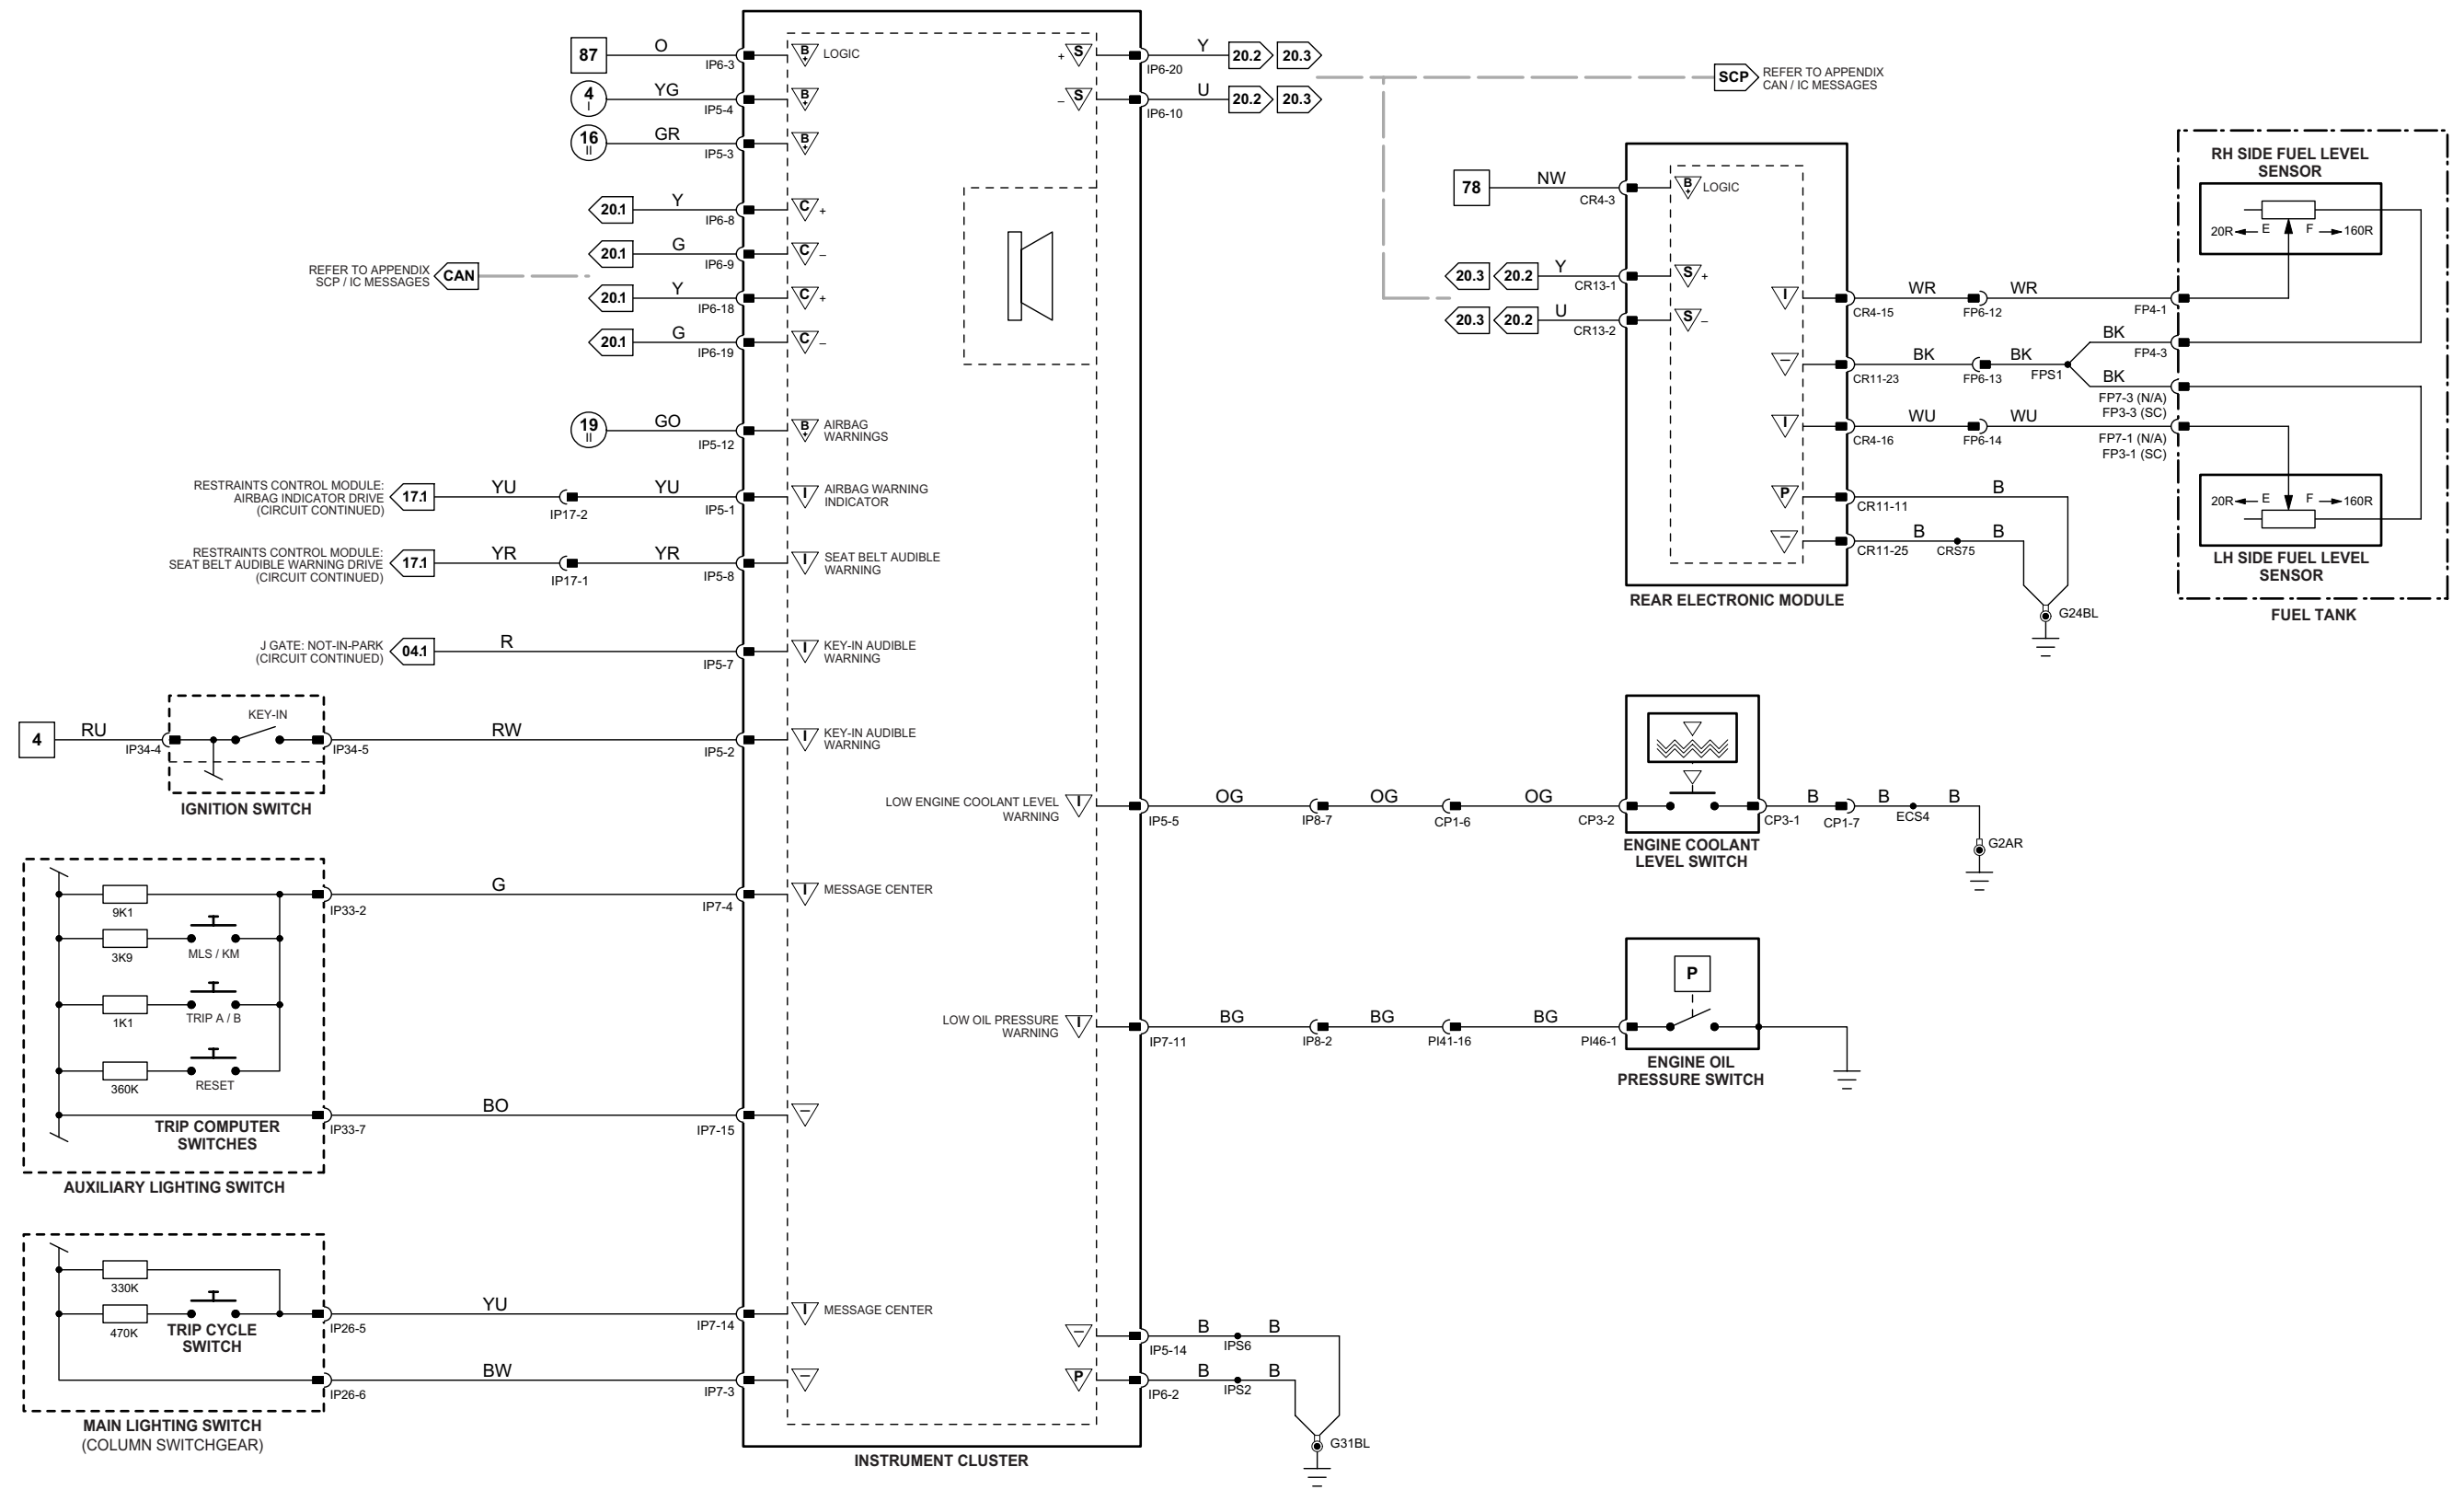 87
O
IP6-3
B
+
LOGIC
4
I
YG
IP5-4
B
+
16
II
GR
IP5-3
B
+
20.1
Y
IP6-8
C
+
20.1
G
IP6-9
C
–
REFER TO APPENDIX
SCP / IC MESSAGES
CAN
20.1
Y
IP6-18
C
+
20.1
G
IP6-19
C
–
19
II
GO
IP5-12
B
+
AIRBAG
WARNINGS
RESTRAINTS CONTROL MODULE:
AIRBAG INDICATOR DRIVE
(CIRCUIT CONTINUED)
17.1
YU
IP17-2
YU
IP5-1
I
AIRBAG WARNING
INDICATOR
RESTRAINTS CONTROL MODULE:
SEAT BELT AUDIBLE WARNING DRIVE
(CIRCUIT CONTINUED)
17.1
YR
IP17-1
YR
IP5-8
I
SEAT BELT AUDIBLE
WARNING
J GATE: NOT-IN-PARK
(CIRCUIT CONTINUED)
04.1
R
IP5-7
I
KEY-IN AUDIBLE
WARNING
4
RU
IP34-4
KEY-IN
IP34-5
IGNITION SWITCH
RW
IP5-2
I
KEY-IN AUDIBLE
WARNING
9K1
IP33-2
G
IP7-4
I
MESSAGE CENTER
3K9
MLS / KM
1K1
TRIP A / B
360K
RESET
TRIP COMPUTER
SWITCHES
IP33-7
BO
IP7-15
–
AUXILIARY LIGHTING SWITCH
330K
470K
TRIP CYCLE
SWITCH
IP26-5
YU
IP7-14
I
MESSAGE CENTER
IP26-6
BW
IP7-3
–
MAIN LIGHTING SWITCH
(COLUMN SWITCHGEAR)
+
S
IP6-20
Y
20.2
20.3
–
S
IP6-10
U
20.2
20.3
SCP
REFER TO APPENDIX
CAN / IC MESSAGES
LOW ENGINE COOLANT LEVEL
WARNING
I
IP5-5
OG
IP8-7
OG
CP1-6
OG
CP3-2
CP3-1
B
CP1-7
B
ECS4
B
G2AR
ENGINE COOLANT
LEVEL SWITCH
LOW OIL PRESSURE
WARNING
I
IP7-11
BG
IP8-2
BG
PI41-16
BG
PI46-1
P
ENGINE OIL
PRESSURE SWITCH
–
IP5-14
B
IPS6
B
P
IP6-2
B
IPS2
B
G31BL
INSTRUMENT CLUSTER
78
NW
CR4-3
B
+
LOGIC
20.3
20.2
Y
CR13-1
S
+
20.3
20.2
U
CR13-2
S
–
I
CR4-15
WR
FP6-12
WR
FP4-1
–
CR11-23
BK
FP6-13
BK
FPS1
BK
FP4-3
BK
FP7-3 (N/A)
FP3-3 (SC)
I
CR4-16
WU
FP6-14
WU
FP7-1 (N/A)
FP3-1 (SC)
P
CR11-11
B
–
CR11-25
B
CRS75
B
G24BL
REAR ELECTRONIC MODULE
RH SIDE FUEL LEVEL
SENSOR
20R
E
F
160R
20R
E
F
160R
LH SIDE FUEL LEVEL
SENSOR
FUEL TANK